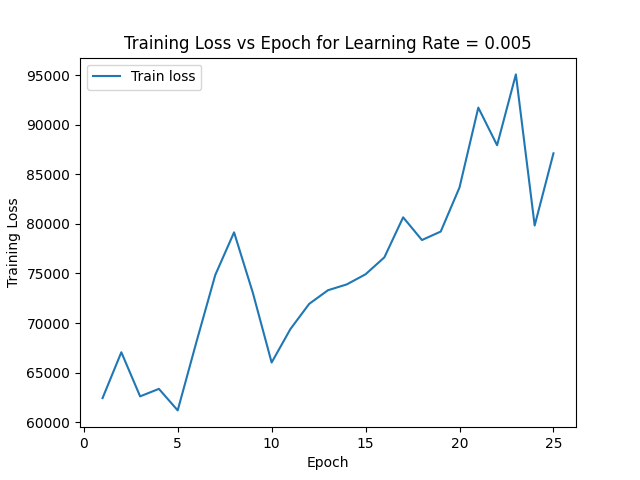 Training Loss vs Epoch for Learning Rate = 0.005
Train loss
95000
90000
85000
80000
75000
70000
65000
60000
Training Loss
0 5 10 15 20 25
Epoch